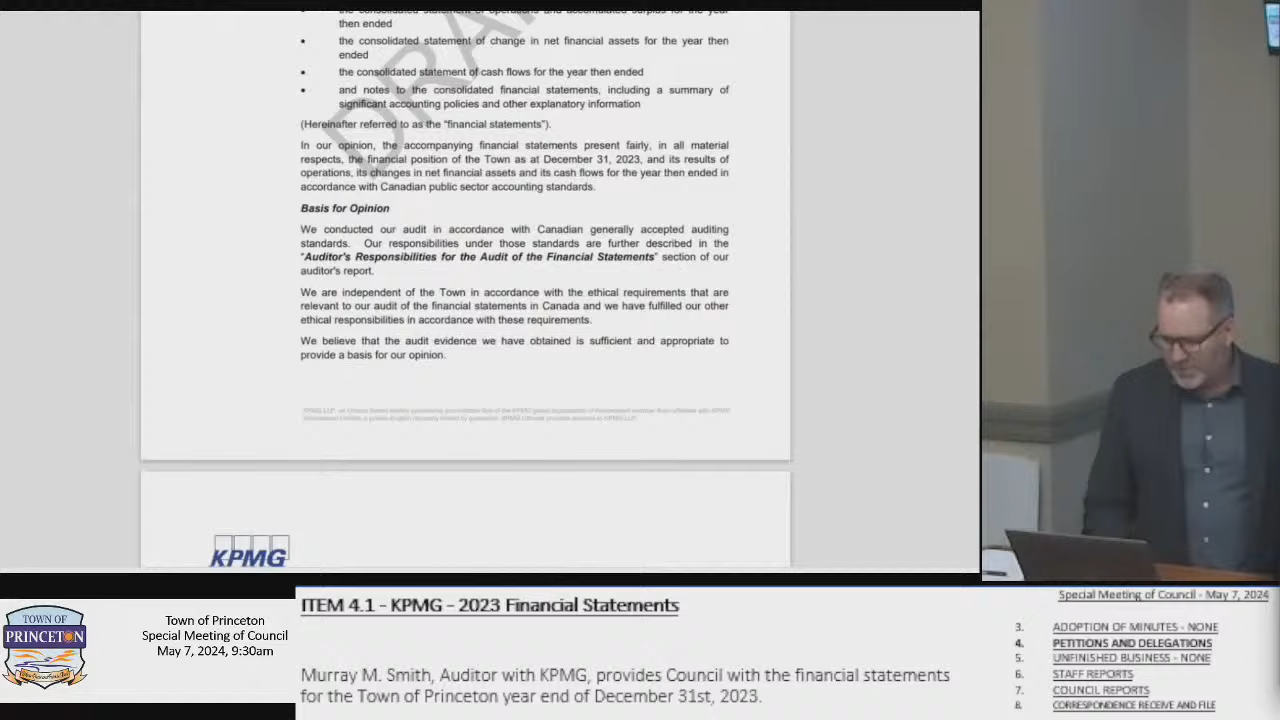 the consolidated statement of operations and accumulated surplus for the year
then ended
• the consolidated statement of change in net financial assets for the year then
ended
• the consolidated statement of cash flows for the year then ended
• and notes to the consolidated financial statements, including a summary of
significant accounting policies and other explanatory information
(Hereinafter referred to as the “financial statements”).
In our opinion, the accompanying financial statements present fairly, in all material
respects, the financial position of the Town as at December 31, 2023, and its results of
operations, its changes in net financial assets and its cash flows for the year then ended in
accordance with Canadian public sector accounting standards.
Basis for Opinion
We conducted our audit in accordance with Canadian generally accepted auditing
standards. Our responsibilities under those standards are further described in the
“Auditor's Responsibilities for the Audit of the Financial Statements” section of our
auditor's report.
We are independent of the Town in accordance with the ethical requirements that are
relevant to our audit of the financial statements in Canada and we have fulfilled our other
ethical responsibilities in accordance with these requirements.
We believe that the audit evidence we have obtained is sufficient and appropriate to
provide a basis for our opinion.
KPMG
TOWN OF
PRINCETON
Town of Princeton
Special Meeting of Council
May 7, 2024, 9:30am
ITEM 4.1 - KPMG - 2023 Financial Statements
Murray M. Smith, Auditor with KPMG, provides Council with the financial statements
for the Town of Princeton year end of December 31st, 2023.
Special Meeting of Council - May 7, 2024
3. ADOPTION OF MINUTES - NONE
4. PETITIONS AND DELEGATIONS
5. UNFINISHED BUSINESS - NONE
6. STAFF REPORTS
7. COUNCIL REPORTS
8. CORRESPONDENCE RECEIVE AND FILE